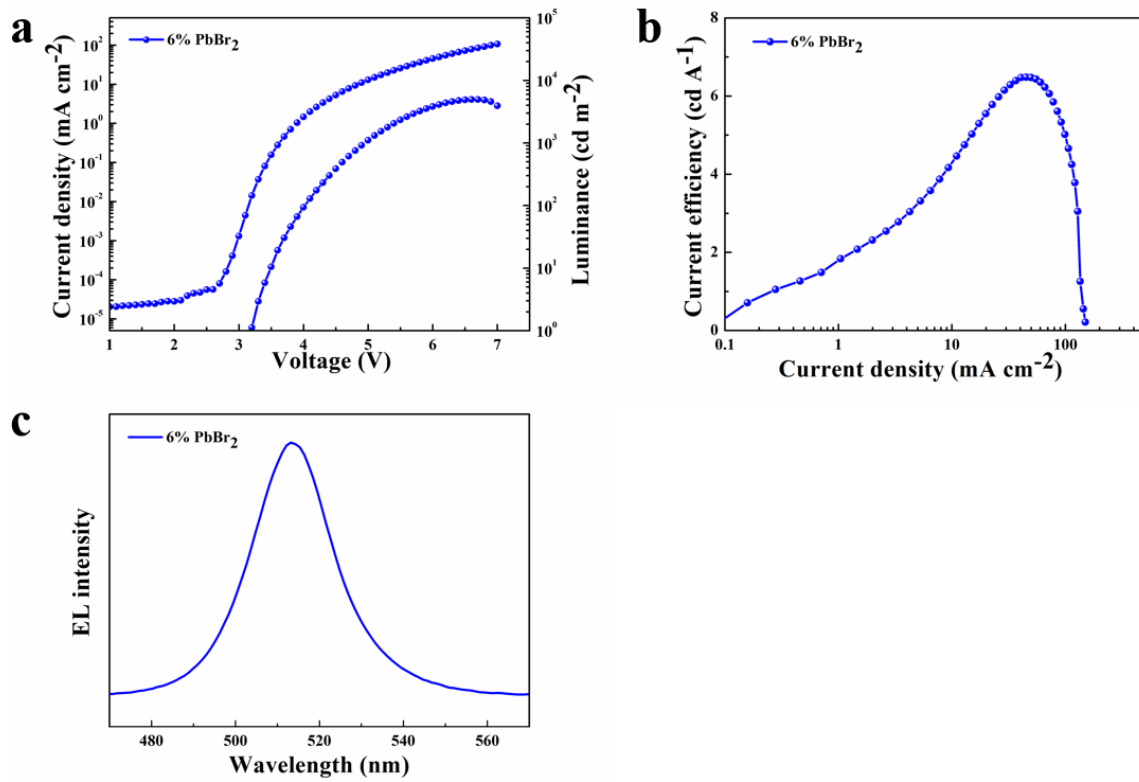 a
6% PbBr2
Current density (mA cm-2)
10^2
10^1
10^0
10^-1
10^-2
10^-3
10^-4
10^-5
1 2 3 4 5 6 7
Voltage (V)
10^5
10^4
10^3
10^2
10^1
10^0
Luminance (cd m-2)
b
6% PbBr2
Current efficiency (cd A-1)
8
6
4
2
0
0.1 1 10 100
Current density (mA cm-2)
c
6% PbBr2
EL intensity
480 500 520 540 560
Wavelength (nm)